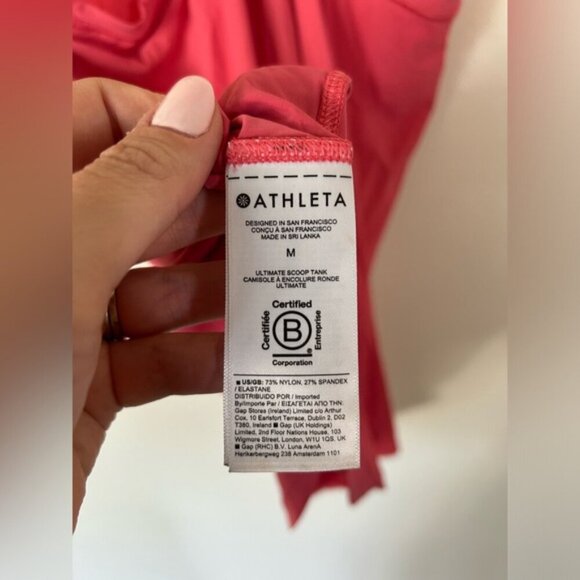 ATHLETA
DESIGNED IN SAN FRANCISCO
CONÇU A SAN FRANCISCO
MADE IN SRI LANKA
M
ULTIMATE SCOOP TANK
CAMISOLE À ENCOLURE RONDE
ULTIMATE
Certified
Certifiée
B
Entreprise
Corporation
■ US/GB: 73% NYLON, 27% SPANDEX
/ ELASTANE
DISTRIBUIDO POR / Imported
By/Importe Par / ΕΙΣΑΓΕΤΑΙ ΑΠΟ ΤΗΝ:
Gap Stores (Ireland) Limited c/o Arthur
Cox, 10 Earlsfort Terrace, Dublin 2, D02
T380, Ireland ■ Gap (UK Holdings)
Limited, 2nd Floor Nations House, 103
Wigmore Street, London, W1U 1QS, UK
■ Gap (RHC) B.V. Luna ArenA
Herikerbergweg 238 Amsterdam 1101